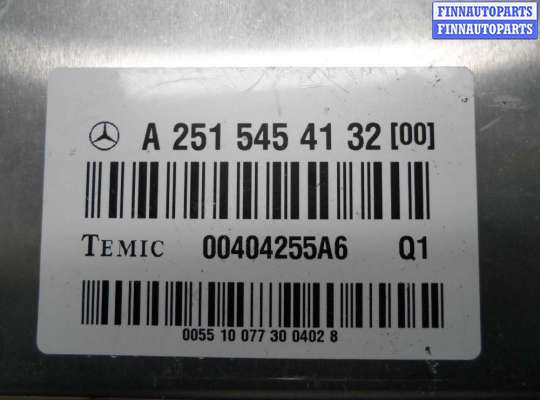 FINNAUTOPARTS
FINNAUTOPARTS
A 251 545 41 32 [00]
TEMIC 00404255A6 Q1
0055 10 077 30 0402 8